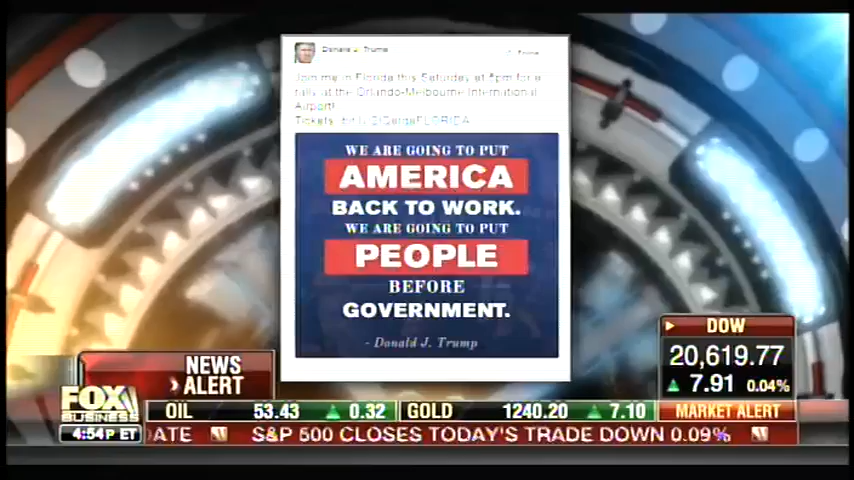 Donald J. Trump
Join me in Florida this Saturday at 5pm for a
rally at the Orlando-Melbourne International
Airport!
Tickets:
WE ARE GOING TO PUT
AMERICA
BACK TO WORK.
WE ARE GOING TO PUT
PEOPLE
BEFORE
GOVERNMENT.
- Donald J. Trump
NEWS
ALERT
DOW
20,619.77
7.91 0.04%
MARKET ALERT
FOX
BUSINESS
OIL 53.43 0.32 GOLD 1240.20 7.10
4:54P ET
DATE S&P 500 CLOSES TODAY'S TRADE DOWN 0.09%